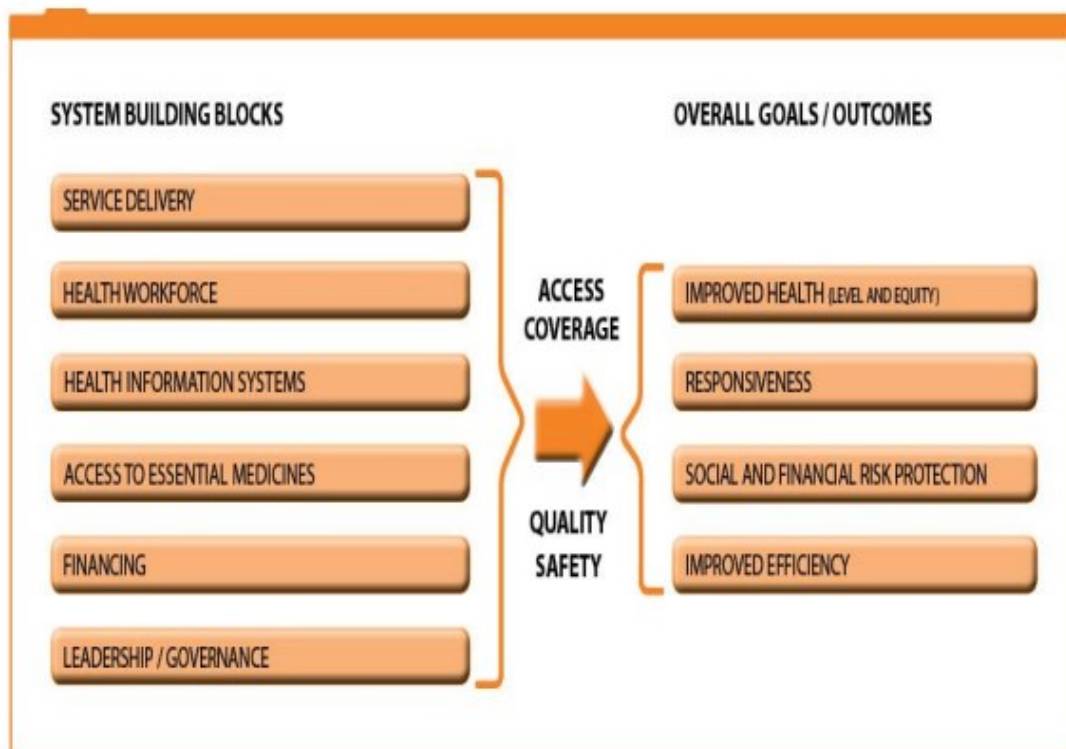 SYSTEM BUILDING BLOCKS
SERVICE DELIVERY
HEALTH WORKFORCE
HEALTH INFORMATION SYSTEMS
ACCESS TO ESSENTIAL MEDICINES
FINANCING
LEADERSHIP / GOVERNANCE
ACCESS
COVERAGE
QUALITY
SAFETY
OVERALL GOALS / OUTCOMES
IMPROVED HEALTH (LEVEL AND EQUITY)
RESPONSIVENESS
SOCIAL AND FINANCIAL RISK PROTECTION
IMPROVED EFFICIENCY